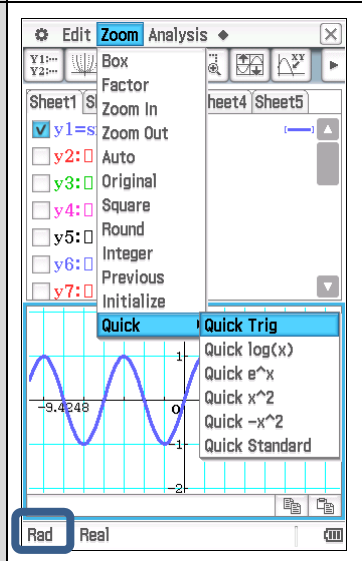 Edit Zoom Analysis
Y1:…
Y2:…
Box
Factor
Zoom In
Zoom Out
Auto
Original
Square
Round
Integer
Previous
Initialize
Quick
Quick Trig
Quick log(x)
Quick e^x
Quick x^2
Quick −x^2
Quick Standard
Sheet1 S heet4 Sheet5
y1=s
y2:
y3:
y4:
y5:
y6:
y7:
1
-9.4248
0
-1
-2
Rad Real